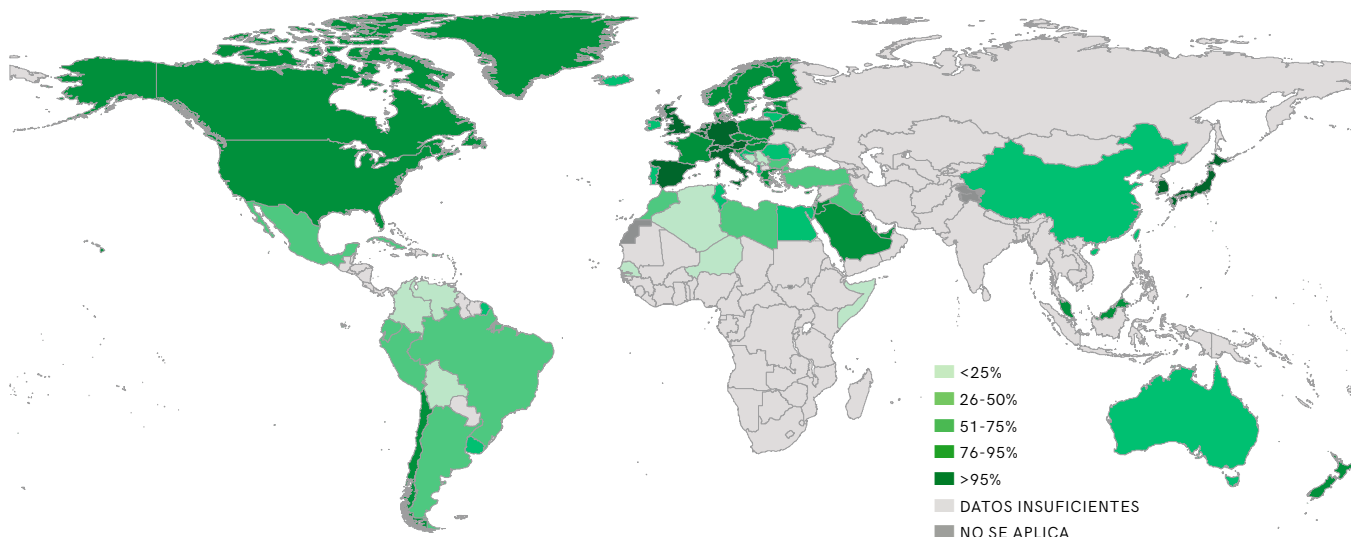 <25%
26-50%
51-75%
76-95%
>95%
DATOS INSUFICIENTES
NO SE APLICA